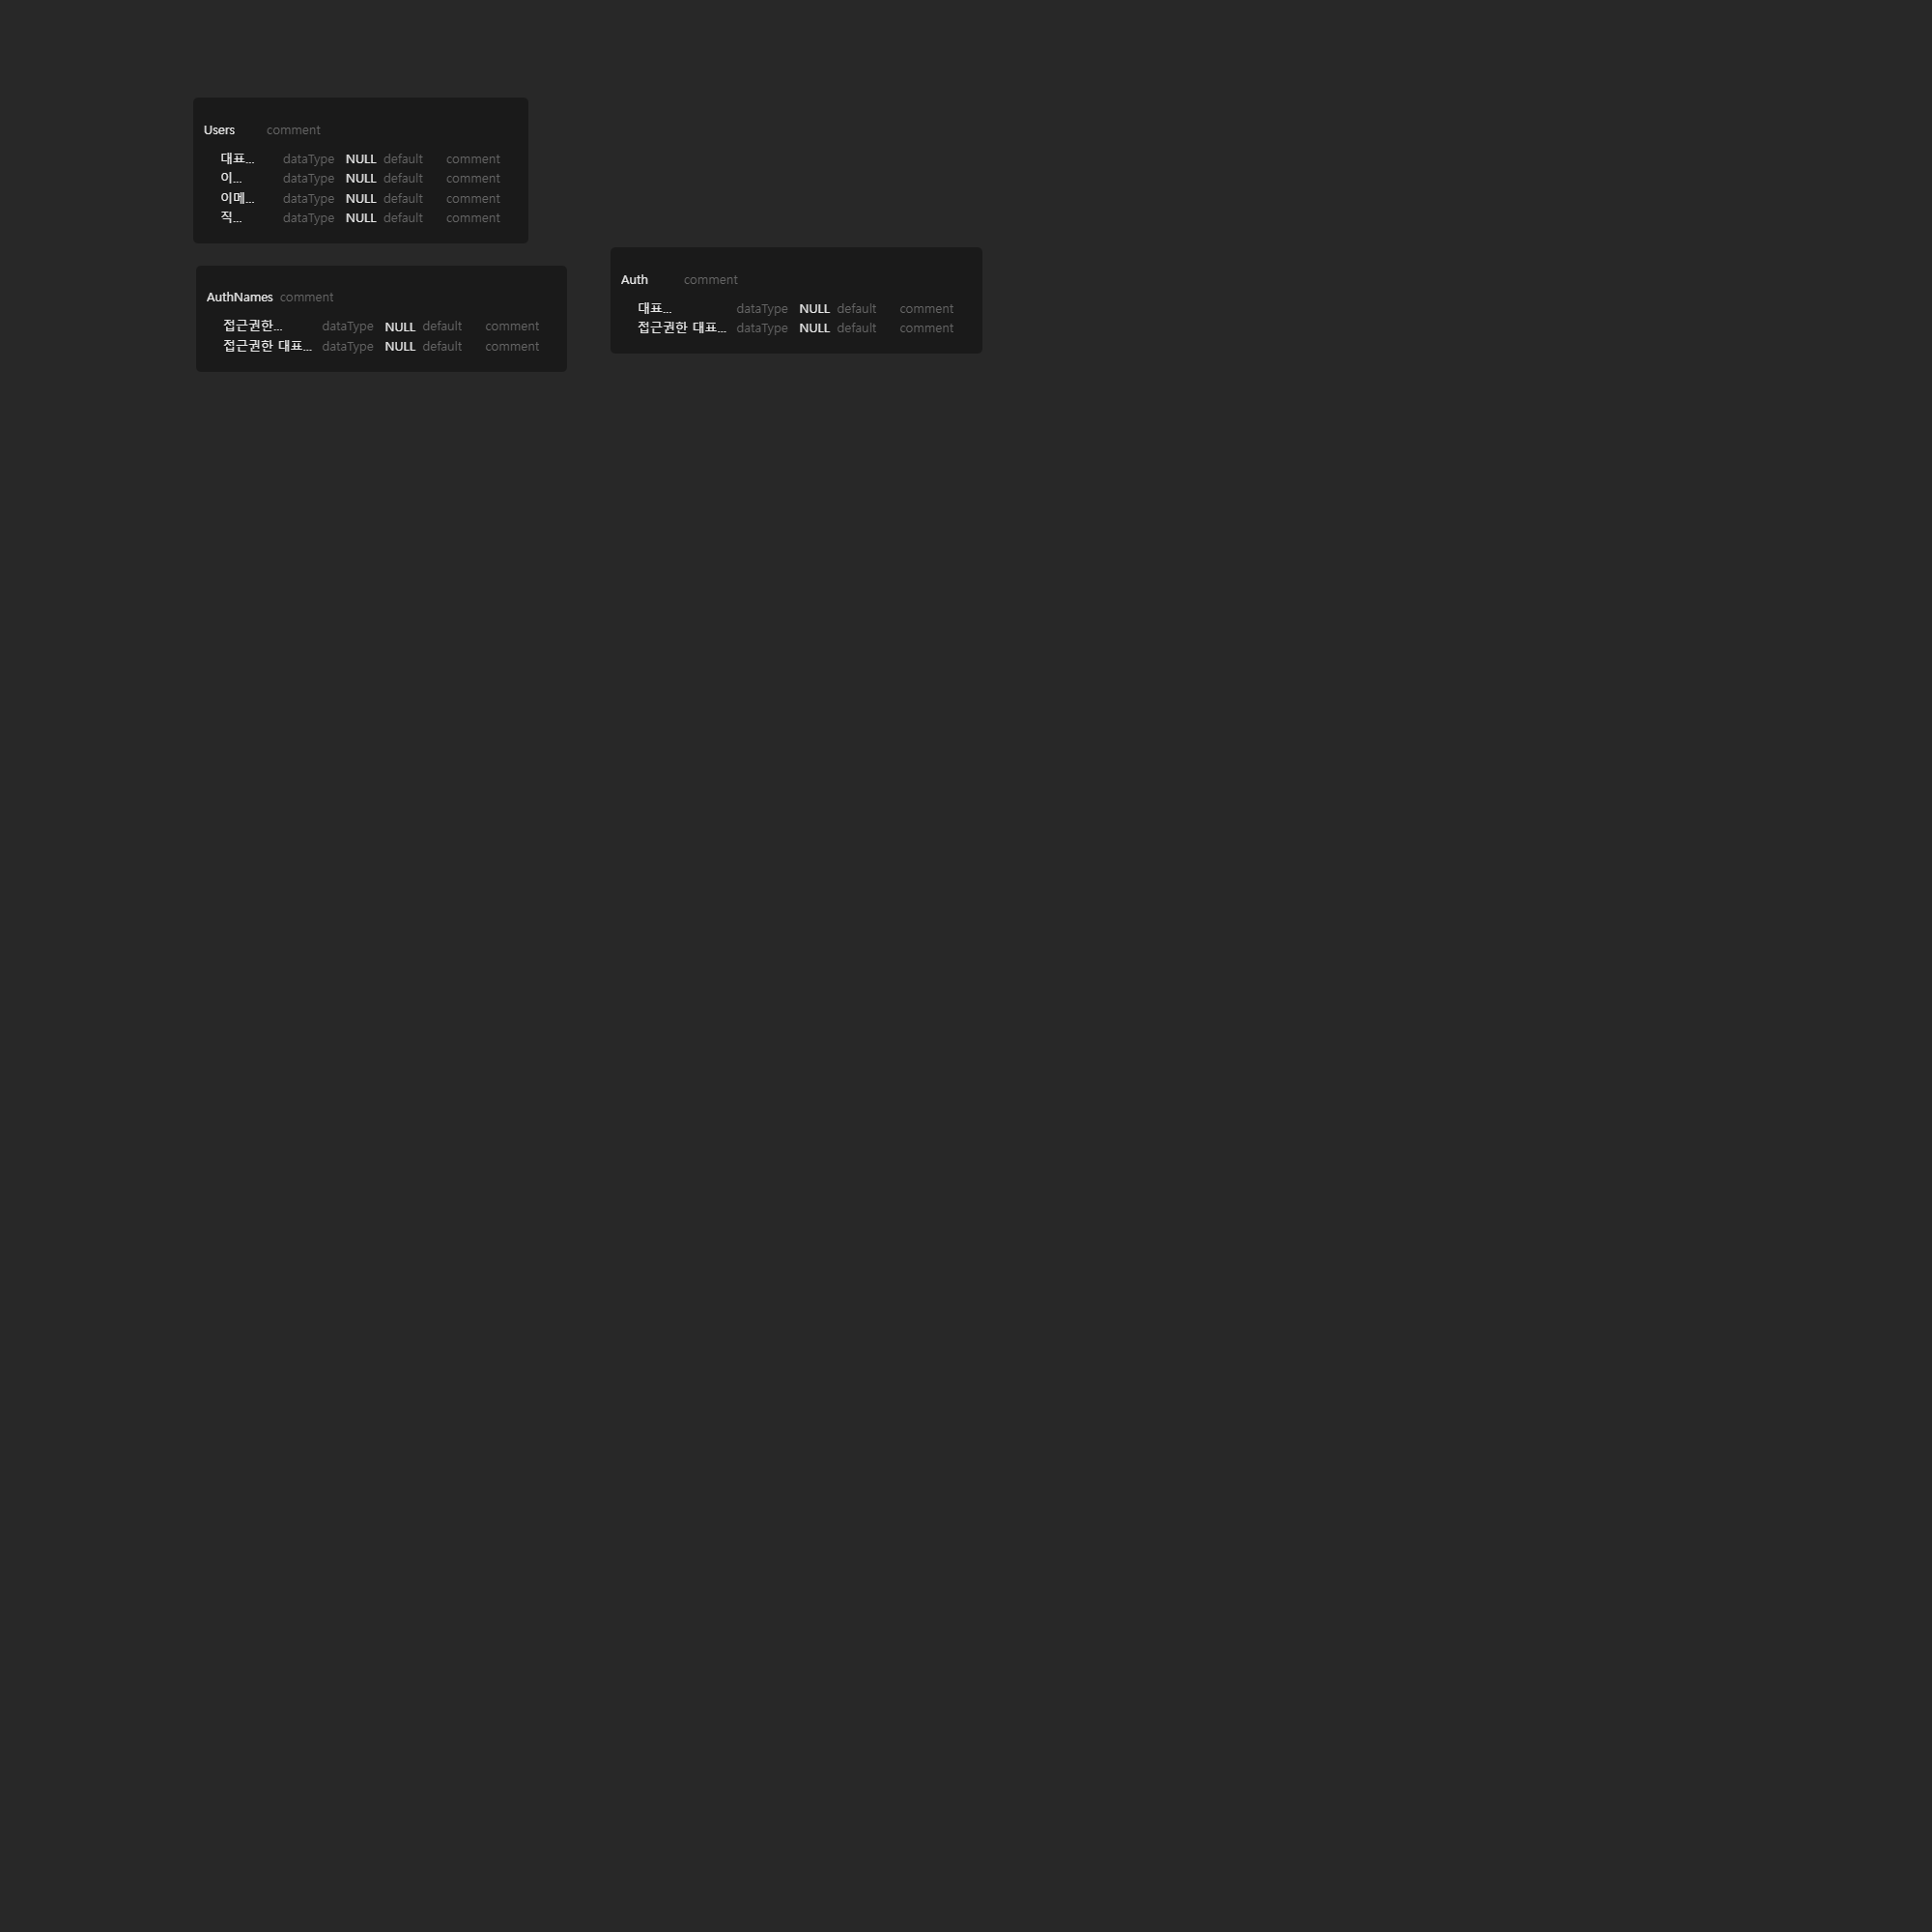 Users comment
대표... dataType NULL default comment
이... dataType NULL default comment
이메... dataType NULL default comment
직... dataType NULL default comment
Auth comment
대표... dataType NULL default comment
접근권한 대표... dataType NULL default comment
AuthNames comment
접근권한... dataType NULL default comment
접근권한 대표... dataType NULL default comment